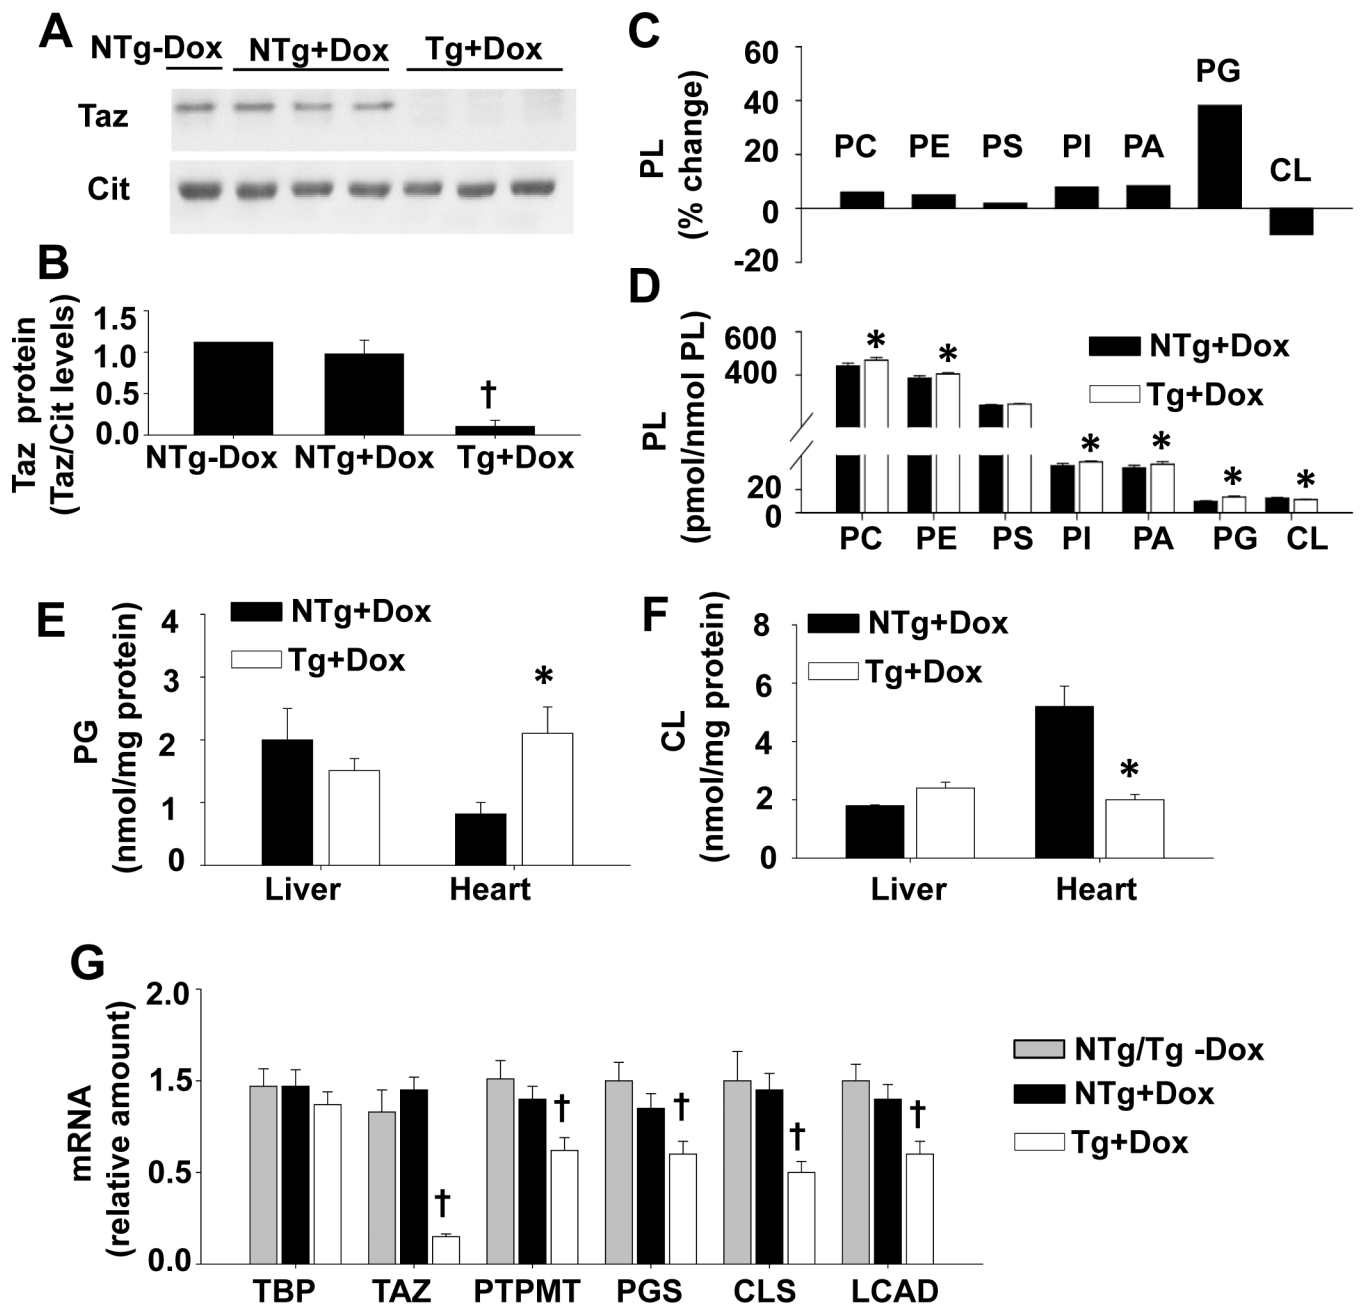 A
NTg-Dox NTg+Dox Tg+Dox
Taz
Cit
B
Taz protein
(Taz/Cit levels)
1.5
1.0
0.5
0.0
†
NTg-Dox NTg+Dox Tg+Dox
C
PL
(% change)
60
40
20
0
-20
PC PE PS PI PA PG CL
D
PL
(pmol/nmol PL)
600
400
20
0
NTg+Dox
Tg+Dox
* * * * * *
PC PE PS PI PA PG CL
E
PG
(nmol/mg protein)
4
3
2
1
0
NTg+Dox
Tg+Dox
*
Liver Heart
F
CL
(nmol/mg protein)
8
6
4
2
0
NTg+Dox
Tg+Dox
*
Liver Heart
G
mRNA
(relative amount)
2.0
1.5
0.5
0.0
† † † † †
TBP TAZ PTPMT PGS CLS LCAD
NTg/Tg -Dox
NTg+Dox
Tg+Dox